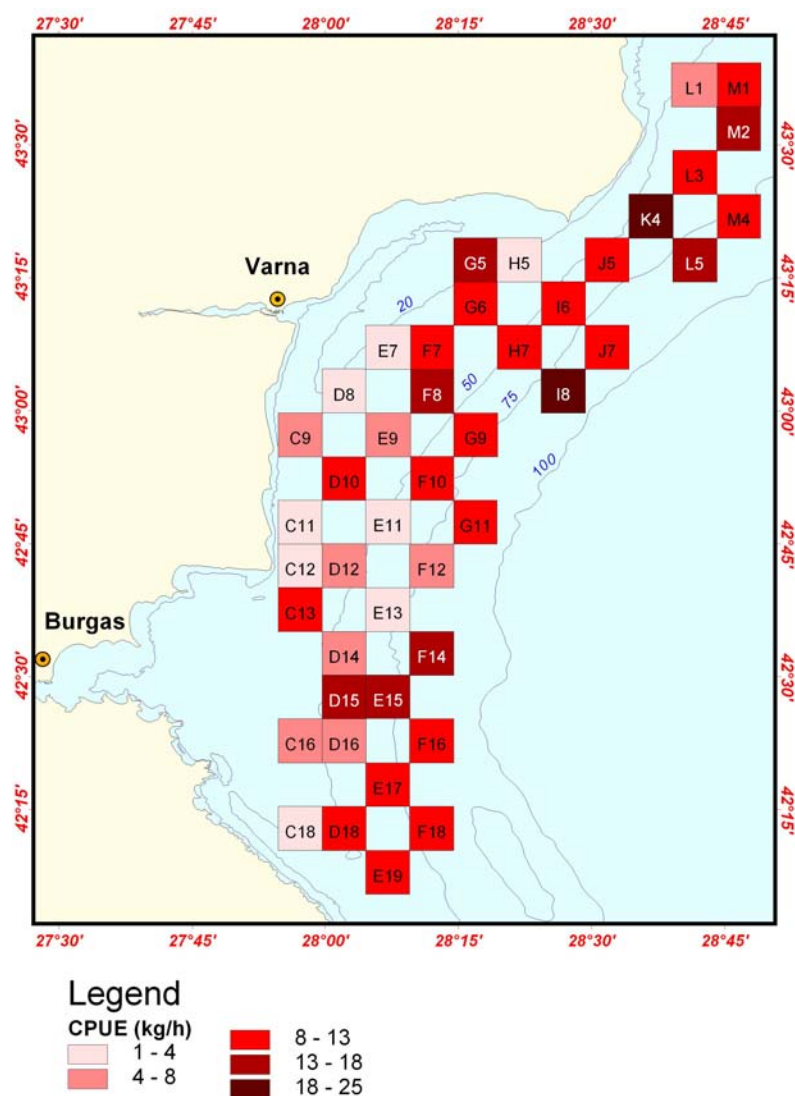 27°30' 27°45' 28°00' 28°15' 28°30' 28°45'
L1 M1
43°30' M2 43°30'
L3
K4 M4
Varna G5 H5 J5 L5
43°15' 43°15'
20 G6 I6
E7 F7 H7 J7
50
D8 F8 75 I8
43°00' 43°00'
C9 E9 G9
100
D10 F10
C11 E11 G11
42°45' 42°45'
C12 D12 F12
Burgas C13 E13
D14 F14
42°30' 42°30'
D15 E15
C16 D16 F16
E17
42°15' 42°15'
C18 D18 F18
E19
27°30' 27°45' 28°00' 28°15' 28°30' 28°45'
Legend
CPUE (kg/h)
1 - 4
4 - 8
8 - 13
13 - 18
18 - 25